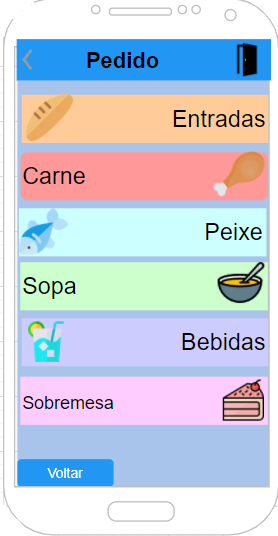 Pedido
Entradas
Carne
Peixe
Sopa
Bebidas
Sobremesa
Voltar